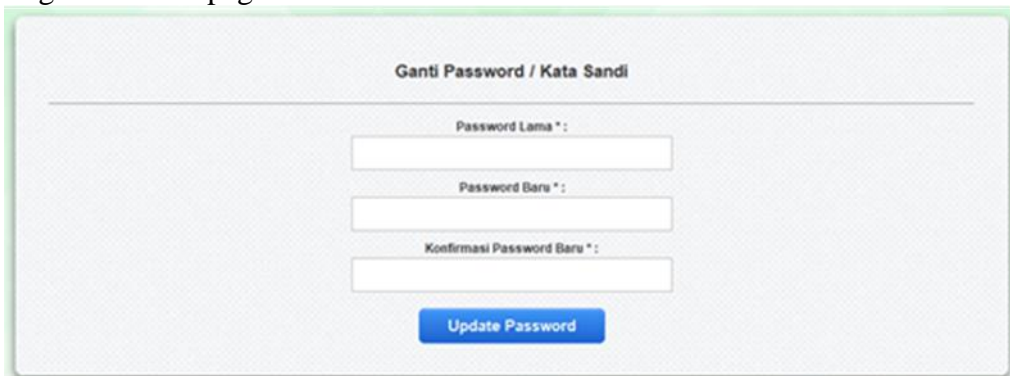 Ganti Password / Kata Sandi
Password Lama * :
Password Baru * :
Konfirmasi Password Baru * :
Update Password